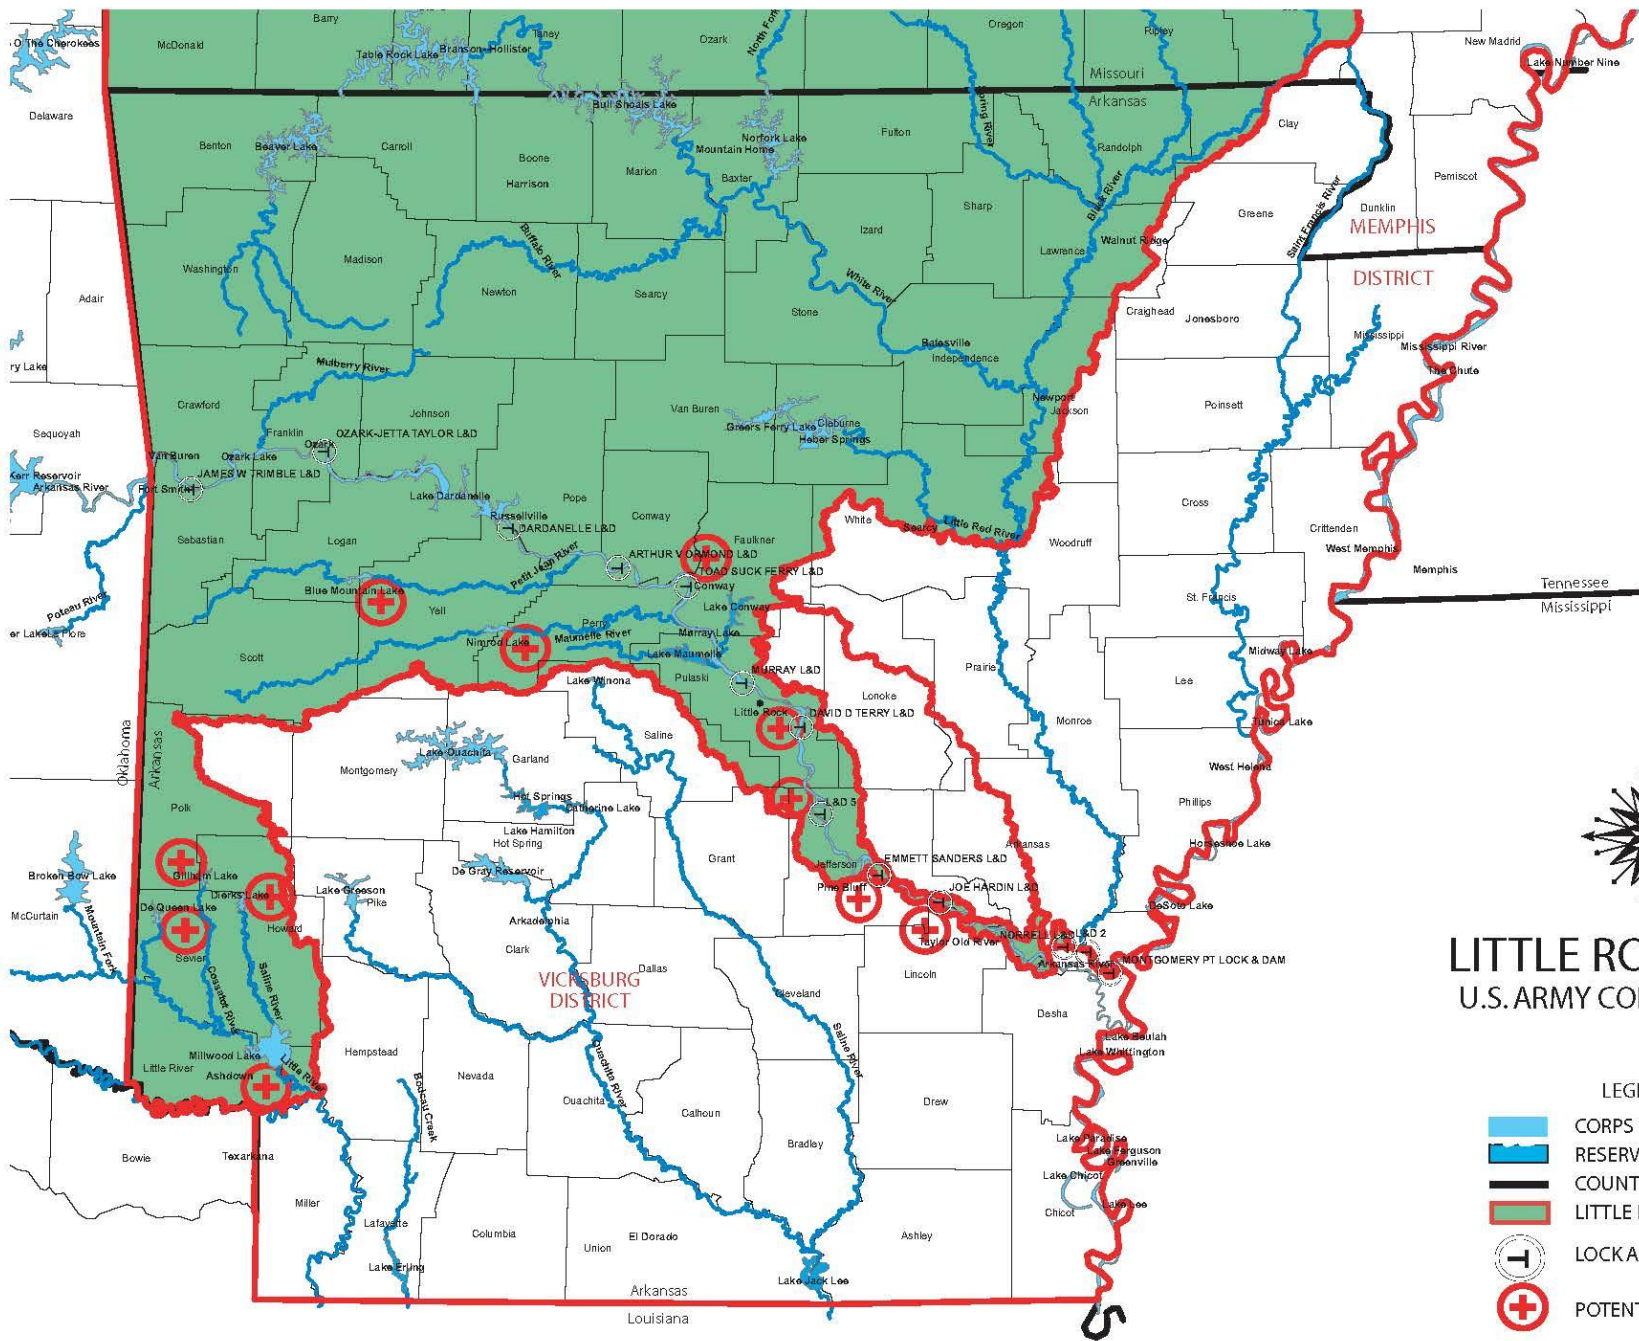 Barry
Taney
Oregon
Ripley
O The Cherokees
McDonald
Table Rock Lake
Branson-Hollister
Ozark
North Fork
New Madrid
Lake Number Nine
Missouri
Arkansas
Delaware
Bull Shoals Lake
Spring River
Clay
Benton
Beaver Lake
Carroll
Boone
Harrison
Marion
Norfork Lake
Mountain Home
Baxter
Fulton
Randolph
Pemiscot
Sharp
Black River
Greene
Saint Francis River
Dunklin
MEMPHIS
DISTRICT
Izard
Lawrence
Walnut Ridge
Washington
Madison
Buffalo River
Newton
Searcy
White River
Stone
Adair
Craighead
Jonesboro
Mississippi
Mississippi River
The Chute
ry Lake
Mulberry River
Batesville
Independence
Crawford
Johnson
Van Buren
Greers Ferry Lake
Cleburne
Heber Springs
Newport
Jackson
Poinsett
Sequoyah
Franklin
Ozark
OZARK-JETTA TAYLOR L&D
Van Buren
Ozark Lake
Kerr Reservoir
Arkansas River
Fort Smith
JAMES W TRIMBLE L&D
Lake Dardanelle
Pope
Russellville
DARDANELLE L&D
Conway
White
Searcy
Little Red River
Woodruff
Cross
Crittenden
West Memphis
Memphis
Tennessee
Mississippi
Sebastian
Logan
Petit Jean River
ARTHUR V ORMOND L&D
Faulkner
TOAD SUCK FERRY L&D
Conway
Blue Mountain Lake
Yell
Lake Conway
Poteau River
er Lake
La Flore
Perry
Nimrod Lake
Maumelle River
Murray Lake
Lake Maumelle
St. Francis
Midway Lake
Scott
Lake Winona
Pulaski
MURRAY L&D
Little Rock
DAVID D TERRY L&D
Lonoke
Prairie
Monroe
Lee
Tunica Lake
Oklahoma
Arkansas
Saline
Montgomery
Lake Ouachita
Garland
West Helena
Hot Springs
Catherine Lake
Lake Hamilton
Hot Spring
L&D 5
Phillips
Polk
Grant
Arkansas
Horseshoe Lake
Broken Bow Lake
Gillham Lake
Dierks Lake
De Queen Lake
Lake Greeson
Pike
De Gray Reservoir
Jefferson
Pine Bluff
EMMETT SANDERS L&D
JOE HARDIN L&D
DeSoto Lake
McCurtain
Mountain Fork
Howard
Arkadelphia
Clark
Taylor Old River
NORRELL L&D
L&D 2
Arkansas River
MONTGOMERY PT LOCK & DAM
Sevier
Cossatot River
Saline River
VICKSBURG
DISTRICT
Dallas
Cleveland
Lincoln
Desha
LITTLE RO
U.S. ARMY CO
Millwood Lake
Little River
Little River
Ashdown
Hempstead
Nevada
Ouachita River
Saline River
Lake Beulah
Lake Whittington
Bodcau Creek
Ouachita
Calhoun
Drew
Bradley
Bowie
Texarkana
Lake Paradise
Lake Ferguson
Greenville
Lake Chicot
Chicot
Lake Lee
Miller
Lafayette
Lake Erling
Columbia
Union
El Dorado
Ashley
Lake Jack Lee
Arkansas
Louisiana
LEG
CORPS
RESERV
COUNT
LITTLE
LOCK A
POTENT